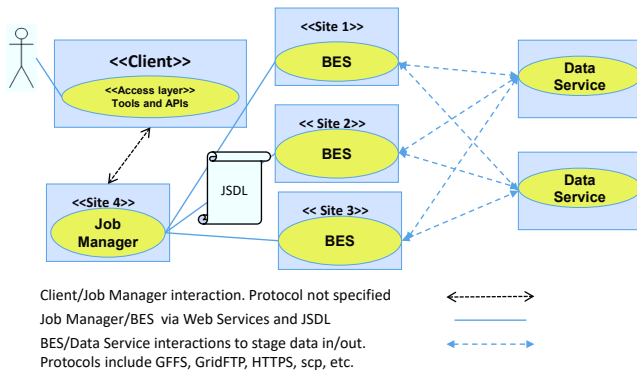 <<Client>>
<<Access layer>>
Tools and APIs
<<Site 1>>
BES
<< Site 2>>
BES
<< Site 3>>
BES
<<Site 4>>
Job
Manager
JSDL
Data
Service
Data
Service
Client/Job Manager interaction. Protocol not specified
Job Manager/BES via Web Services and JSDL
BES/Data Service interactions to stage data in/out.
Protocols include GFFS, GridFTP, HTTPS, scp, etc.